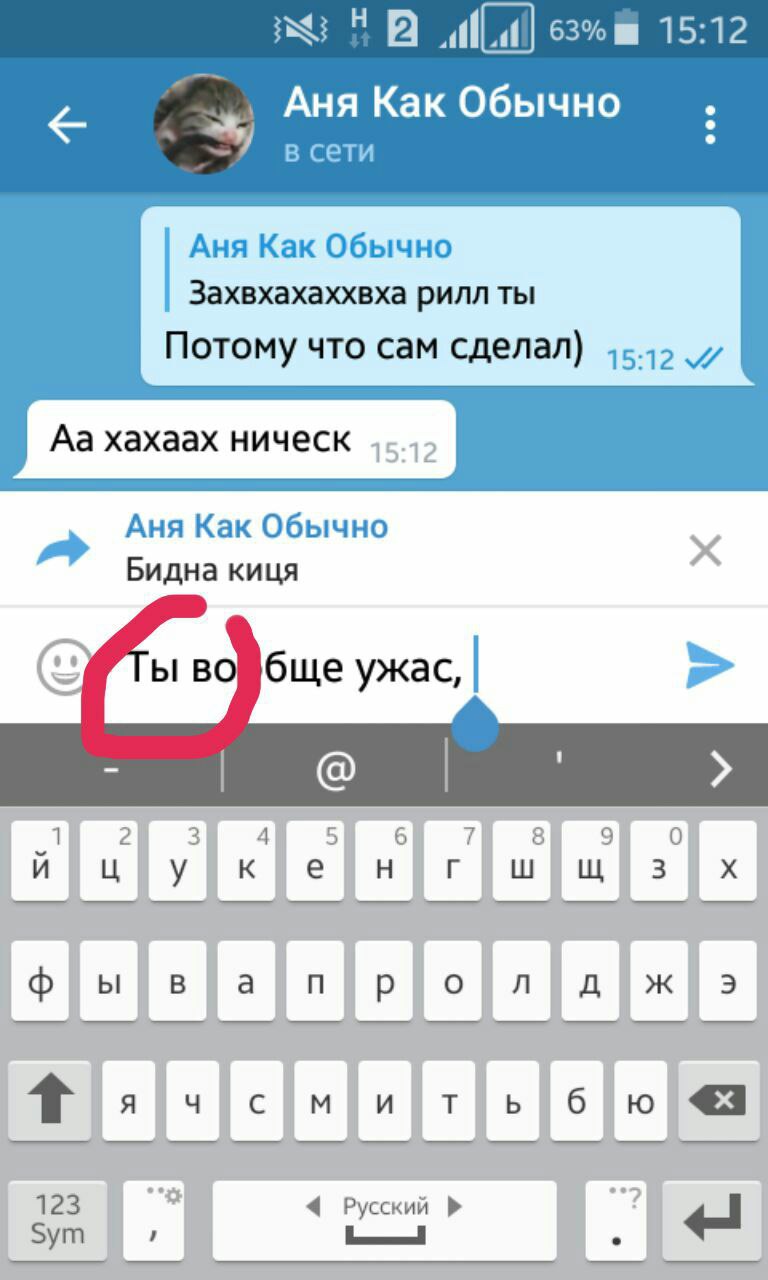 H 2 63% 15:12
Аня Как Обычно
в сети
Аня Как Обычно
Захвхахаххвха рилл ты
Потому что сам сделал) 15:12
Аа хахаах ническ 15:12
Аня Как Обычно
Бидна киця
Ты вообще ужас,
- @ '
1 2 3 4 5 6 7 8 9 0
й ц у к е н г ш щ з х
ф ы в а п р о л д ж э
я ч с м и т ь б ю
123 Sym , Русский . ?